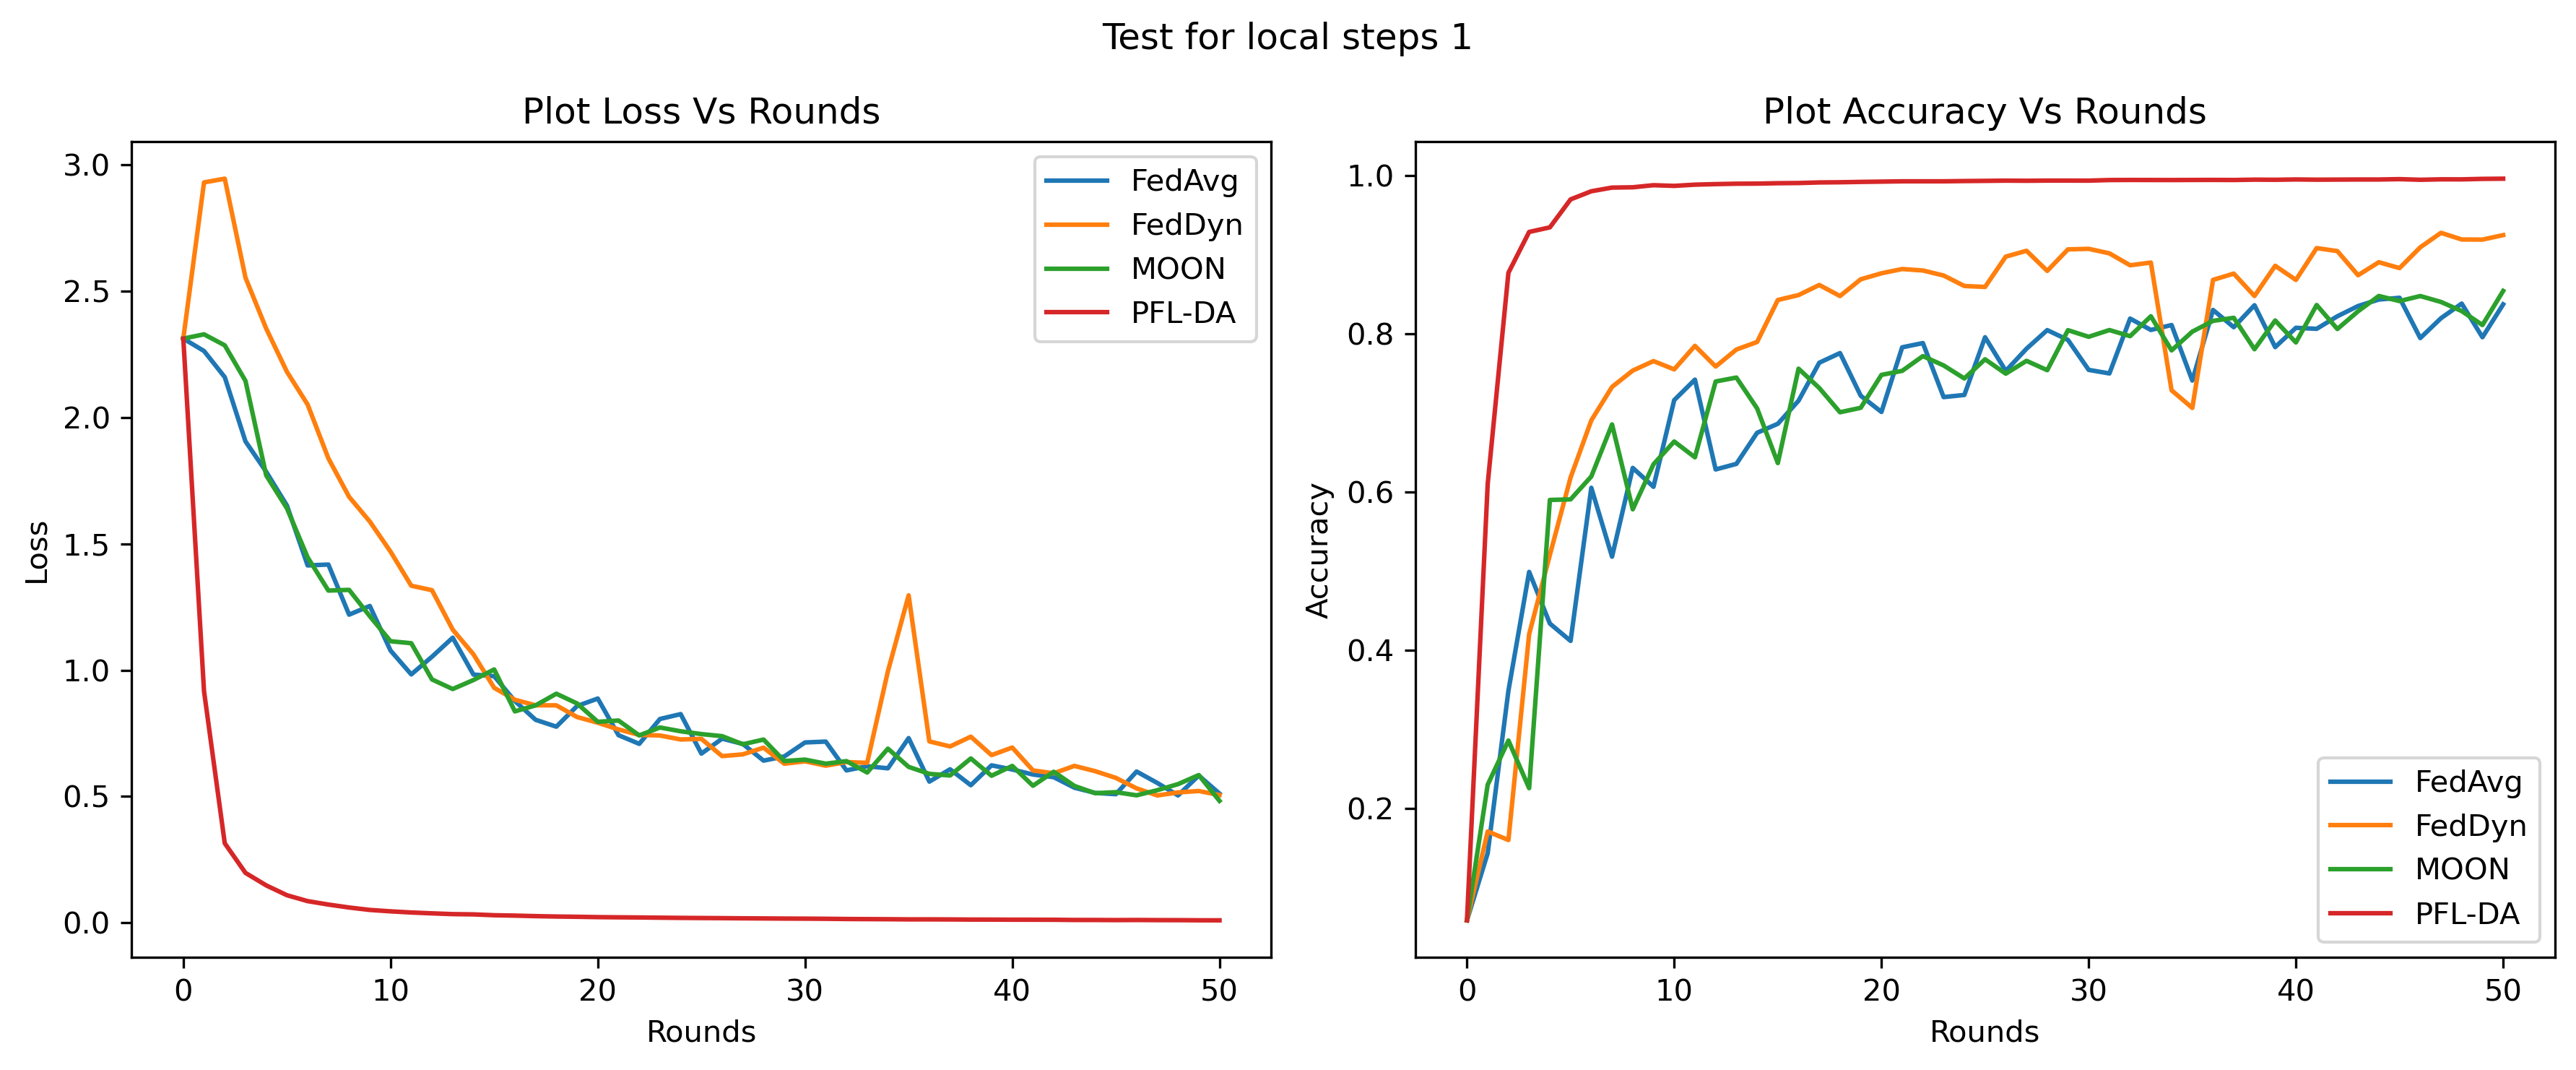 Test for local steps 1
Plot Loss Vs Rounds
3.0
2.5
2.0
1.5
1.0
0.5
0.0
Loss
0 10 20 30 40 50
Rounds
FedAvg
FedDyn
MOON
PFL-DA
Plot Accuracy Vs Rounds
1.0
0.8
0.6
0.4
0.2
Accuracy
0 10 20 30 40 50
Rounds
FedAvg
FedDyn
MOON
PFL-DA